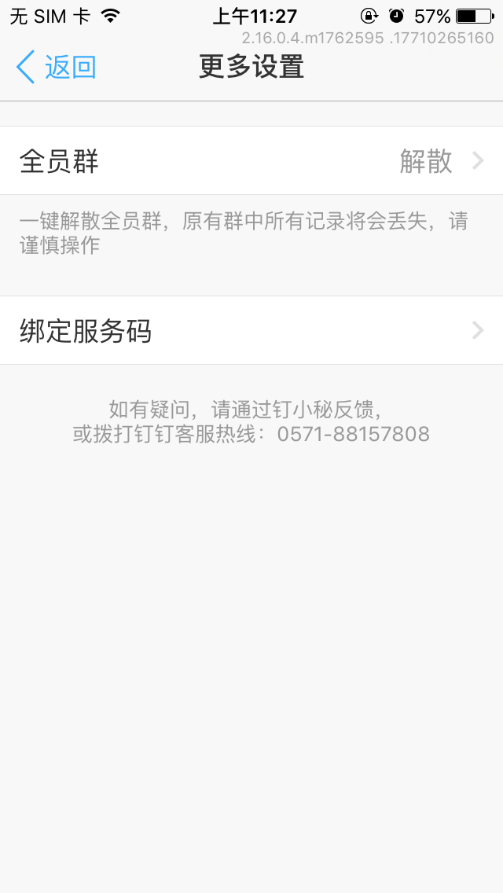 无 SIM 卡 上午11:27 57%
2.16.0.4.m1762595 .17710265160
返回 更多设置
全员群 解散
一键解散全员群，原有群中所有记录将会丢失，请
谨慎操作
绑定服务码
如有疑问，请通过钉小秘反馈，
或拨打钉钉客服热线：0571-88157808